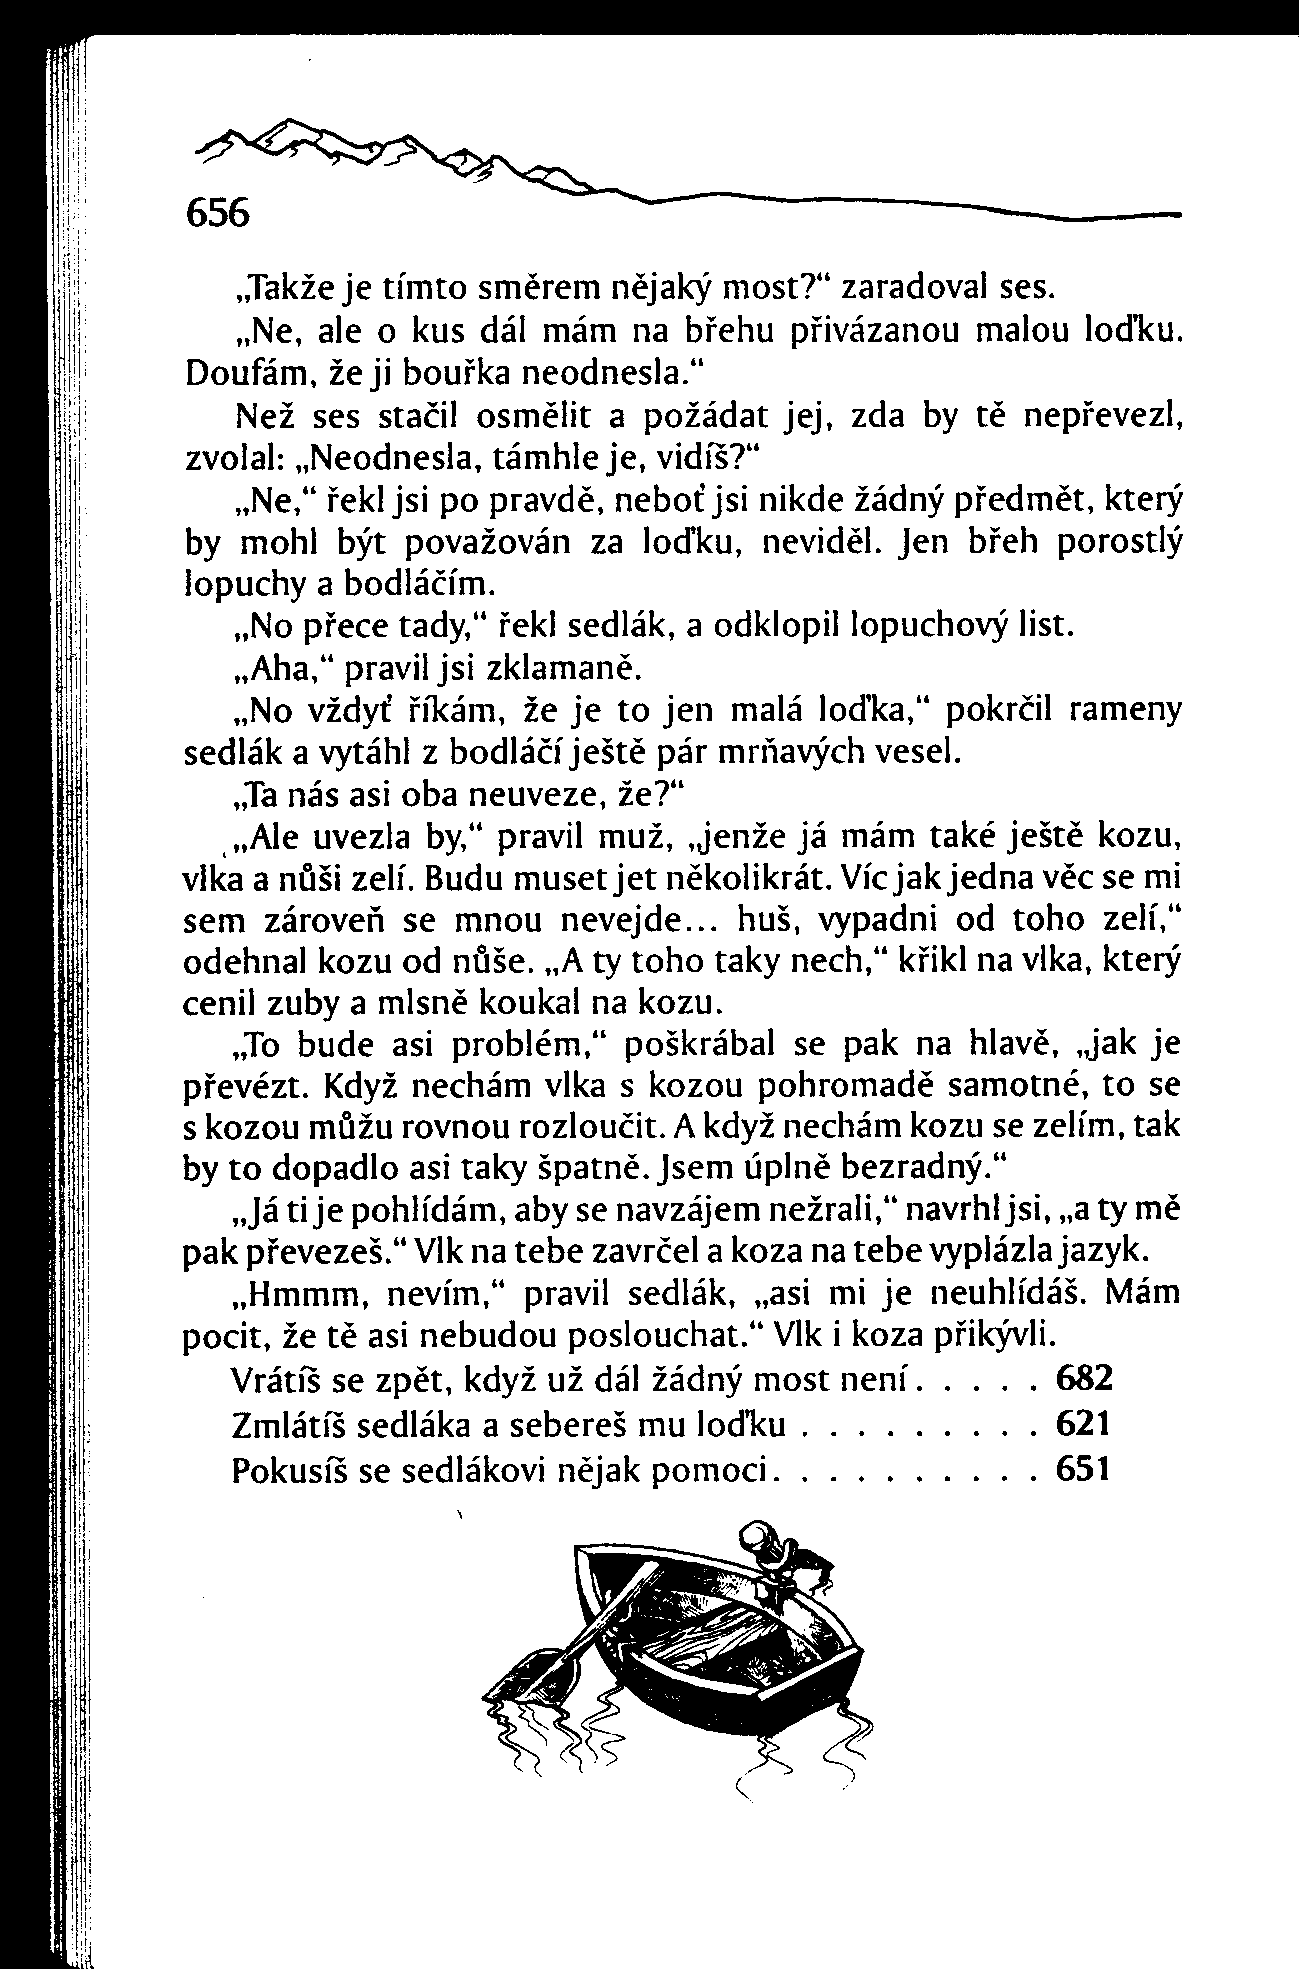 656
„Takže je tímto směrem nějaký most?“ zaradoval ses.
„Ne, ale o kus dál mám na břehu přivázanou malou loďku.
Doufám, že ji bouřka neodnesla.“
Než ses stačil osmělit a požádat jej, zda by tě nepřevezl,
zvolal: „Neodnesla, támhle je, vidíš?“
„Ne,“ řekl jsi po pravdě, neboť jsi nikde žádný předmět, který
by mohl být považován za loďku, neviděl. Jen břeh porostlý
lopuchy a bodláčím.
„No přece tady,“ řekl sedlák, a odklopil lopuchový list.
„Aha,“ pravil jsi zklamaně.
„No vždyť říkám, že je to jen malá loďka,“ pokrčil rameny
sedlák a vytáhl z bodláčí ještě pár mrňavých vesel.
„Ta nás asi oba neuveze, že?“
„Ale uvezla by,“ pravil muž, „jenže já mám také ještě kozu,
vlka a nůši zelí. Budu muset jet několikrát. Víc jak jedna věc se mi
sem zároveň se mnou nevejde... huš, vypadni od toho zelí,“
odehnal kozu od nůše. „A ty toho taky nech,“ křikl na vlka, který
cenil zuby a mlsně koukal na kozu.
„To bude asi problém,“ poškrábal se pak na hlavě, „jak je
převézt. Když nechám vlka s kozou pohromadě samotné, to se
s kozou můžu rovnou rozloučit. A když nechám kozu se zelím, tak
by to dopadlo asi taky špatně. Jsem úplně bezradný.“
„Já ti je pohlídám, aby se navzájem nežrali,“ navrhl jsi, „a ty mě
pak převezeš.“ Vlk na tebe zavrčel a koza na tebe vyplázla jazyk.
„Hmmm, nevím,“ pravil sedlák, „asi mi je neuhlídáš. Mám
pocit, že tě asi nebudou poslouchat.“ Vlk i koza přikývli.
Vrátíš se zpět, když už dál žádný most není . . . . . 682
Zmlátíš sedláka a sebereš mu loďku . . . . . . . . . 621
Pokusíš se sedlákovi nějak pomoci. . . . . . . . . . 651